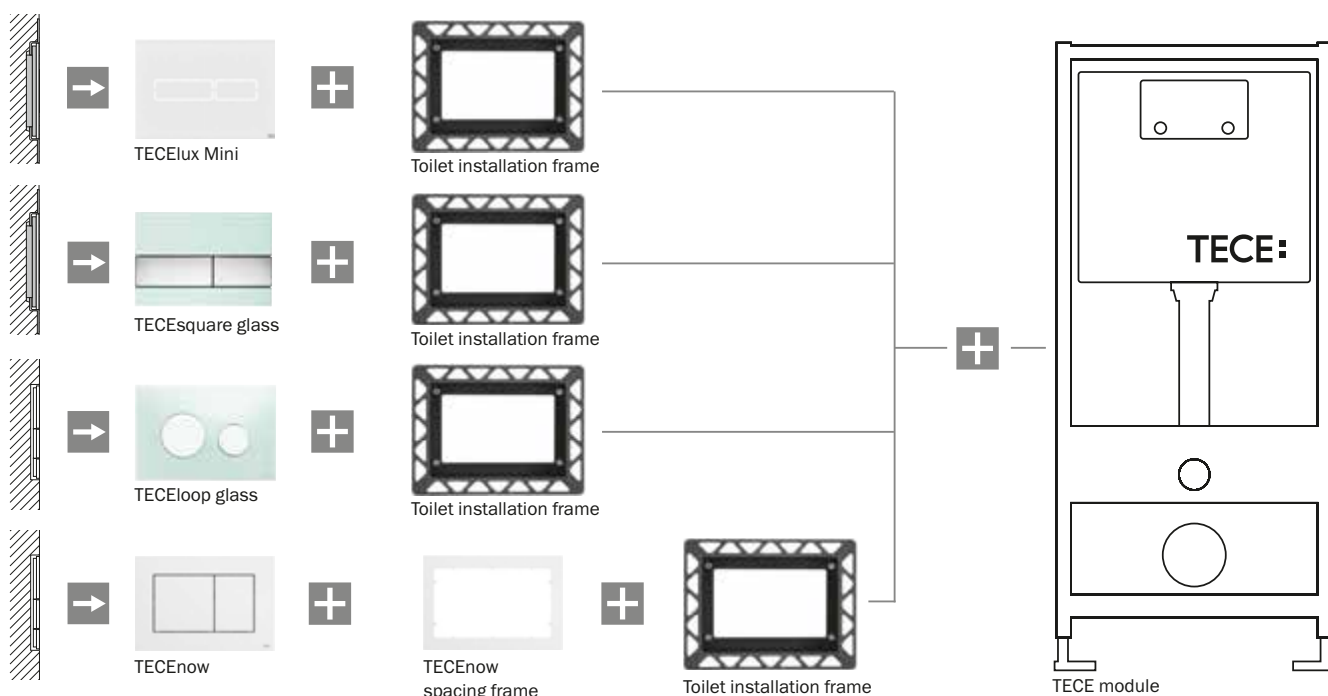 TECElux Mini
Toilet installation frame
TECE:
TECEsquare glass
Toilet installation frame
TECEloop glass
Toilet installation frame
TECEnow
TECEnow
spacing frame
Toilet installation frame
TECE module